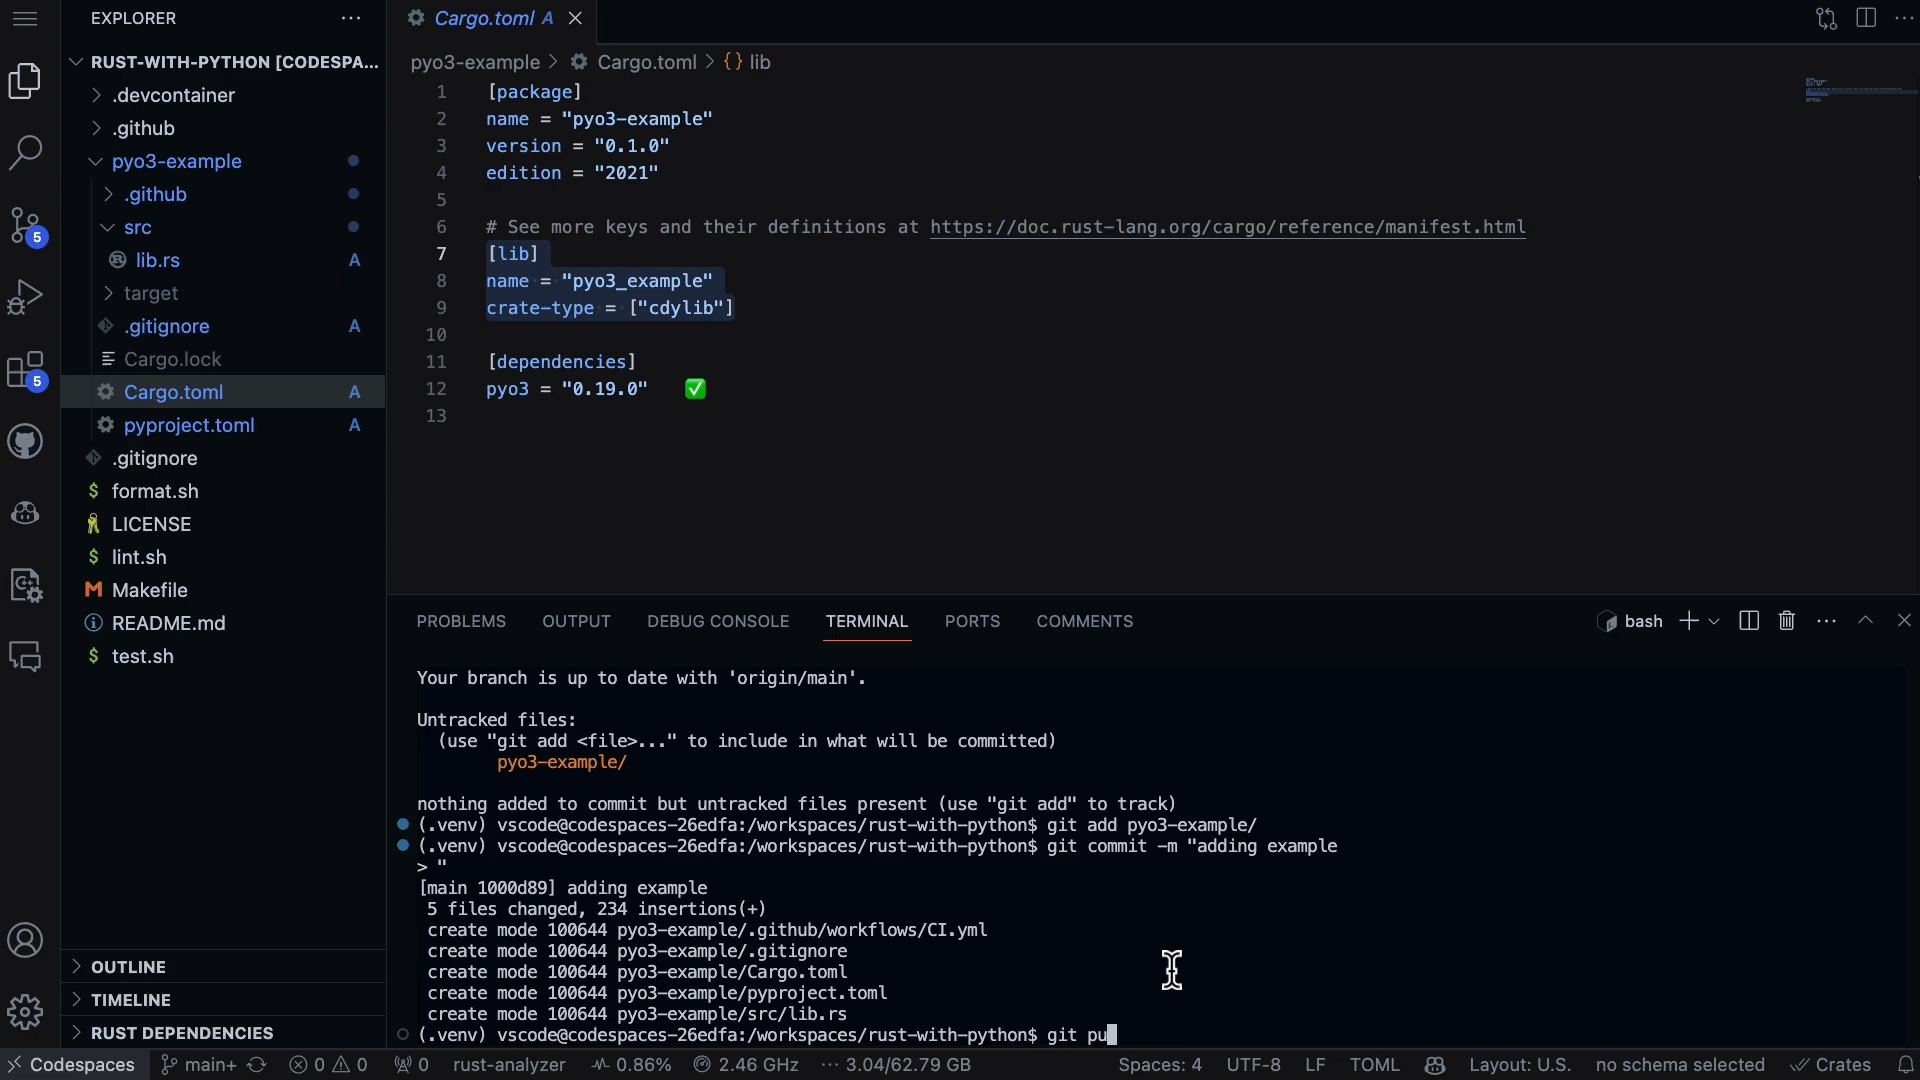 EXPLORER
Cargo.toml A
RUST-WITH-PYTHON [CODESPA...
.devcontainer
.github
pyo3-example
.github
src
lib.rs A
target
.gitignore A
Cargo.lock
Cargo.toml A
pyproject.toml A
.gitignore
$ format.sh
LICENSE
$ lint.sh
M Makefile
README.md
$ test.sh
5
5
OUTLINE
TIMELINE
RUST DEPENDENCIES
pyo3-example > Cargo.toml > {} lib
1 [package]
2 name = "pyo3-example"
3 version = "0.1.0"
4 edition = "2021"
5
6 # See more keys and their definitions at https://doc.rust-lang.org/cargo/reference/manifest.html
7 [lib]
8 name = "pyo3_example"
9 crate-type = ["cdylib"]
10
11 [dependencies]
12 pyo3 = "0.19.0" ✅
13
PROBLEMS OUTPUT DEBUG CONSOLE TERMINAL PORTS COMMENTS
bash
Your branch is up to date with 'origin/main'.
Untracked files:
(use "git add <file>..." to include in what will be committed)
pyo3-example/
nothing added to commit but untracked files present (use "git add" to track)
(.venv) vscode@codespaces-26edfa:/workspaces/rust-with-python$ git add pyo3-example/
(.venv) vscode@codespaces-26edfa:/workspaces/rust-with-python$ git commit -m "adding example
> "
[main 1000d89] adding example
5 files changed, 234 insertions(+)
create mode 100644 pyo3-example/.github/workflows/CI.yml
create mode 100644 pyo3-example/.gitignore
create mode 100644 pyo3-example/Cargo.toml
create mode 100644 pyo3-example/pyproject.toml
create mode 100644 pyo3-example/src/lib.rs
(.venv) vscode@codespaces-26edfa:/workspaces/rust-with-python$ git pu
Codespaces main+ 0 0 0 rust-analyzer 0.86% 2.46 GHz 3.04/62.79 GB Spaces: 4 UTF-8 LF TOML Layout: U.S. no schema selected Crates